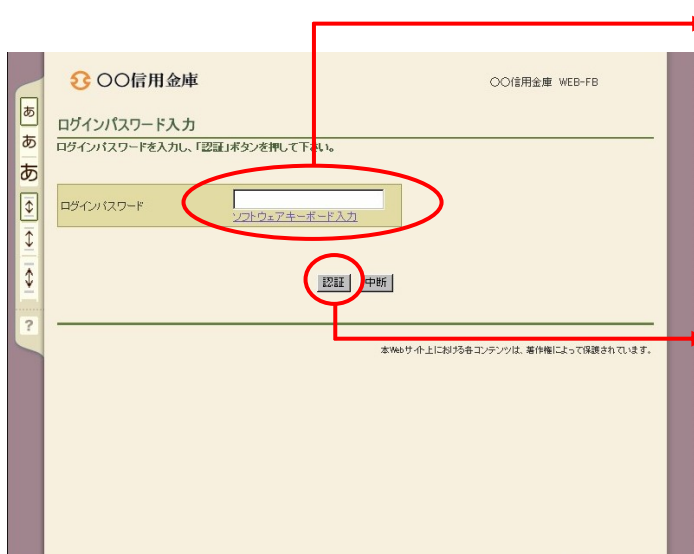 〇〇信用金庫
〇〇信用金庫 WEB-FB
あ
あ
あ
ログインパスワード入力
ログインパスワードを入力し、「認証」ボタンを押して下さい。
ログインパスワード
ソフトウェアキーボード入力
認証 中断
?
本Webサイト上における各コンテンツは、著作権によって保護されています。